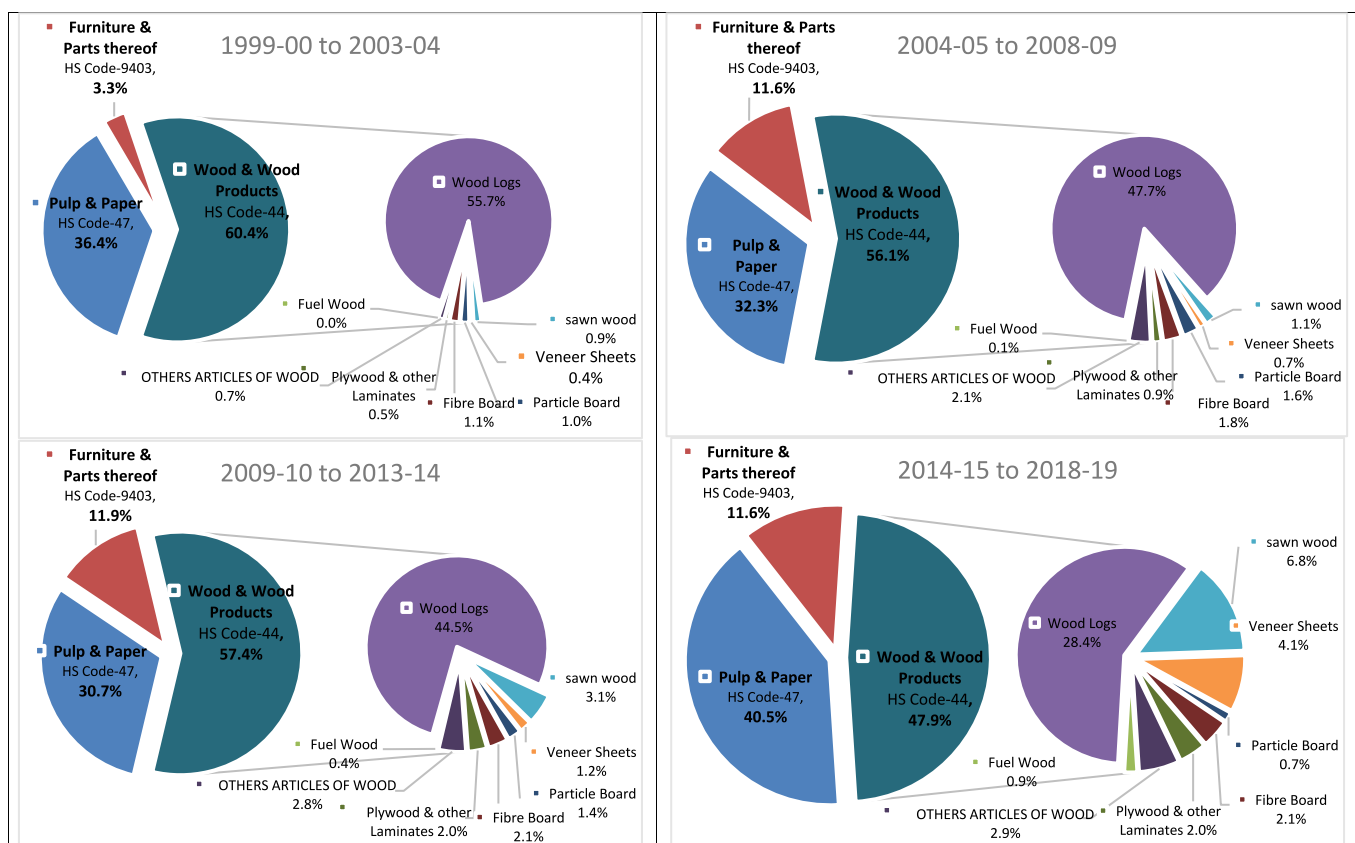 1999-00 to 2003-04
Furniture &
Parts thereof
HS Code-9403,
3.3%
Pulp & Paper
HS Code-47,
36.4%
Wood & Wood
Products
HS Code-44,
60.4%
Wood Logs
55.7%
Fuel Wood
0.0%
sawn wood
0.9%
Veneer Sheets
0.4%
OTHERS ARTICLES OF WOOD
0.7%
Plywood & other
Laminates
0.5%
Fibre Board
1.1%
Particle Board
1.0%
2004-05 to 2008-09
Furniture & Parts
thereof
HS Code-9403,
11.6%
Pulp &
Paper
HS Code-47,
32.3%
Wood & Wood
Products
HS Code-44,
56.1%
Wood Logs
47.7%
Fuel Wood
0.1%
sawn wood
1.1%
Veneer Sheets
0.7%
Particle Board
1.6%
OTHERS ARTICLES OF WOOD
2.1%
Plywood & other
Laminates 0.9%
Fibre Board
1.8%
2009-10 to 2013-14
Furniture &
Parts thereof
HS Code-9403,
11.9%
Pulp & Paper
HS Code-47,
30.7%
Wood & Wood
Products
HS Code-44,
57.4%
Wood Logs
44.5%
sawn wood
3.1%
Fuel Wood
0.4%
Veneer Sheets
1.2%
OTHERS ARTICLES OF WOOD
2.8%
Particle Board
1.4%
Plywood & other
Laminates 2.0%
Fibre Board
2.1%
2014-15 to 2018-19
Furniture &
Parts thereof
HS Code-9403,
11.6%
Pulp & Paper
HS Code-47,
40.5%
Wood & Wood
Products
HS Code-44,
47.9%
Wood Logs
28.4%
sawn wood
6.8%
Veneer Sheets
4.1%
Particle Board
0.7%
Fuel Wood
0.9%
Fibre Board
2.1%
OTHERS ARTICLES OF WOOD
2.9%
Plywood & other
Laminates 2.0%